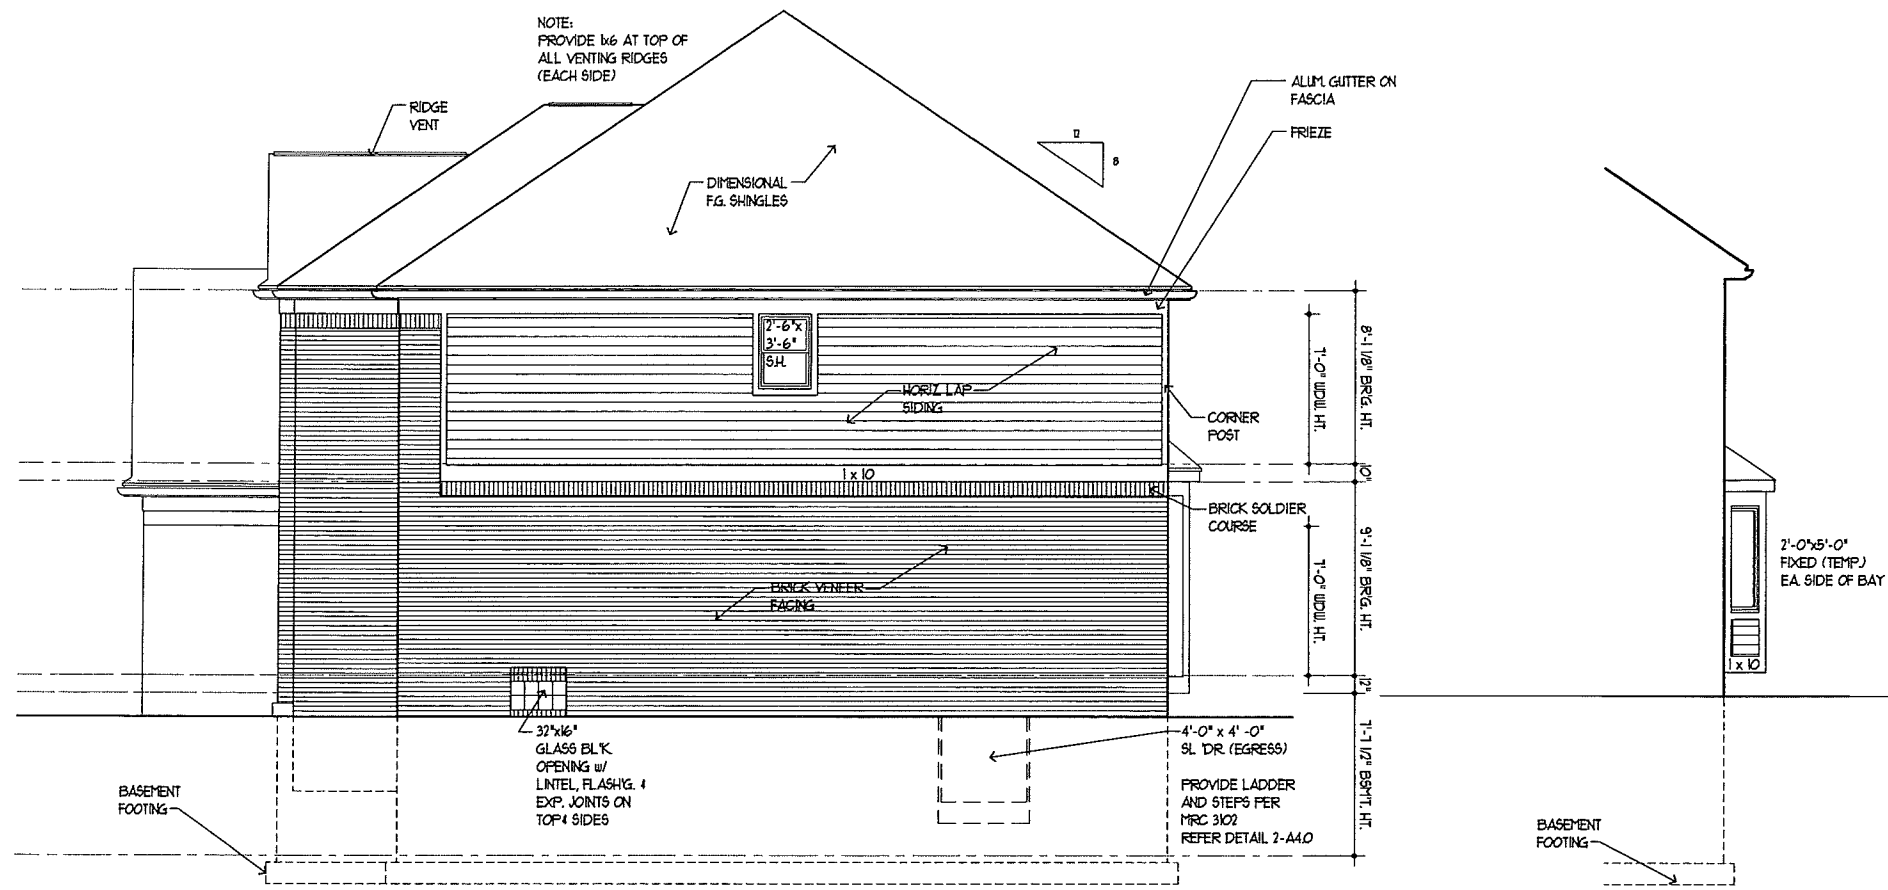 NOTE:
PROVIDE 1x6 AT TOP OF
ALL VENTING RIDGES
(EACH SIDE)
RIDGE
VENT
ALUM. GUTTER ON
FASCIA
FRIEZE
12
8
DIMENSIONAL
F.G. SHINGLES
2'-6"x
3'-6"
S.H.
HORIZ LAP
SIDING
CORNER
POST
1 x 10
BRICK SOLDIER
COURSE
BRICK VENEER
FACING
8'-1 1/8" BR'G. HT.
7'-0" WDW. HT.
10"
9'-1 1/8" BR'G. HT.
7'-0" WDW. HT.
12"
7'-7 1/2" BSM'T. HT.
2'-0"x5'-0"
FIXED (TEMP.)
EA. SIDE OF BAY
1 x 10
32"x16"
GLASS BL'K.
OPENING w/
LINTEL, FLASH'G. &
EXP. JOINTS ON
TOP & SIDES
4'-0" x 4'-0"
SL. 'DR. (EGRESS)
PROVIDE LADDER
AND STEPS PER
MRC 3102
REFER DETAIL 2-A4.0
BASEMENT
FOOTING
BASEMENT
FOOTING